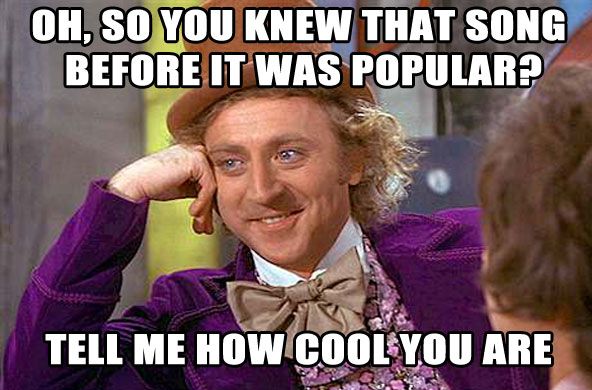 OH, SO YOU KNEW THAT SONG
BEFORE IT WAS POPULAR?
TELL ME HOW COOL YOU ARE